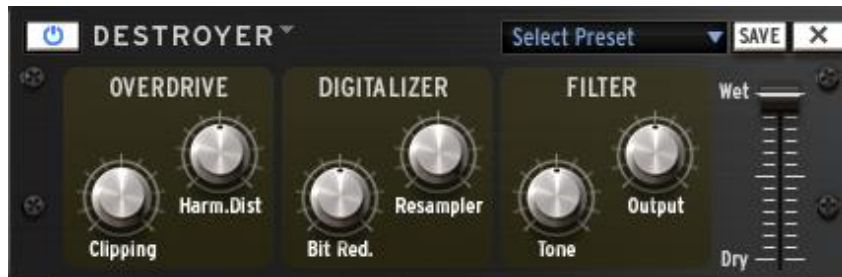 DESTROYER
Select Preset
SAVE
OVERDRIVE
Clipping
Harm.Dist
DIGITALIZER
Bit Red.
Resampler
FILTER
Tone
Output
Wet
Dry